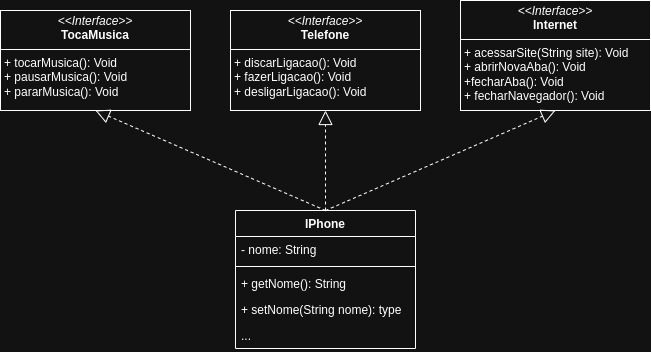 <<Interface>>
TocaMusica
+ tocarMusica(): Void
+ pausarMusica(): Void
+ pararMusica(): Void
<<Interface>>
Telefone
+ discarLigacao(): Void
+ fazerLigacao(): Void
+ desligarLigacao(): Void
<<Interface>>
Internet
+ acessarSite(String site): Void
+ abrirNovaAba(): Void
+fecharAba(): Void
+ fecharNavegador(): Void
IPhone
- nome: String
+ getNome(): String
+ setNome(String nome): type
...